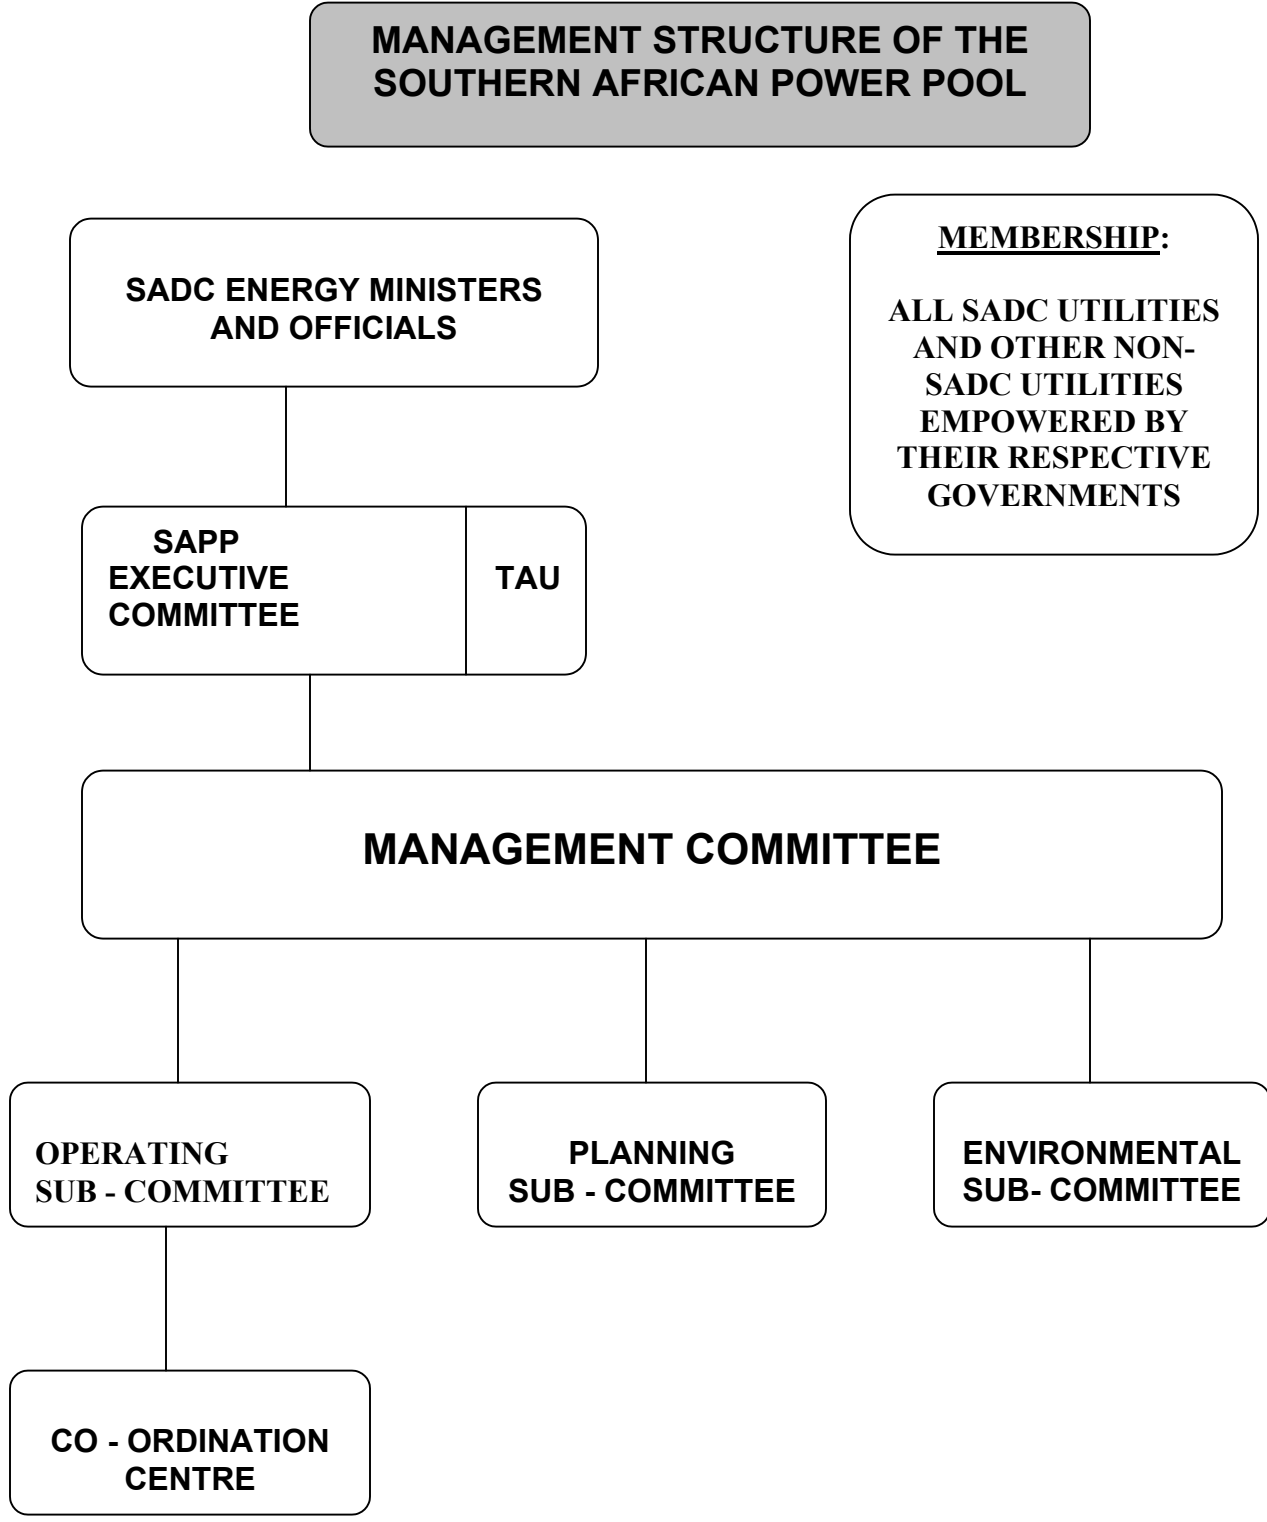 MANAGEMENT STRUCTURE OF THE
SOUTHERN AFRICAN POWER POOL
SADC ENERGY MINISTERS
AND OFFICIALS
MEMBERSHIP:
ALL SADC UTILITIES
AND OTHER NON-
SADC UTILITIES
EMPOWERED BY
THEIR RESPECTIVE
GOVERNMENTS
SAPP
EXECUTIVE
COMMITTEE
TAU
MANAGEMENT COMMITTEE
OPERATING
SUB - COMMITTEE
PLANNING
SUB - COMMITTEE
ENVIRONMENTAL
SUB- COMMITTEE
CO - ORDINATION
CENTRE